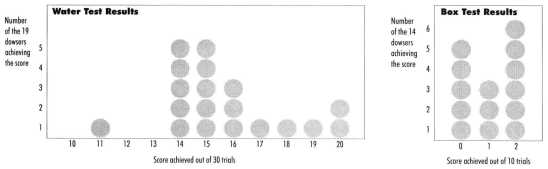 Water Test Results
Number
of the 19
dowsers
achieving
the score
5
4
3
2
1
10 11 12 13 14 15 16 17 18 19 20
Score achieved out of 30 trials
Box Test Results
Number
of the 14
dowsers
achieving
the score
6
5
4
3
2
1
0 1 2
Score achieved out of 10 trials